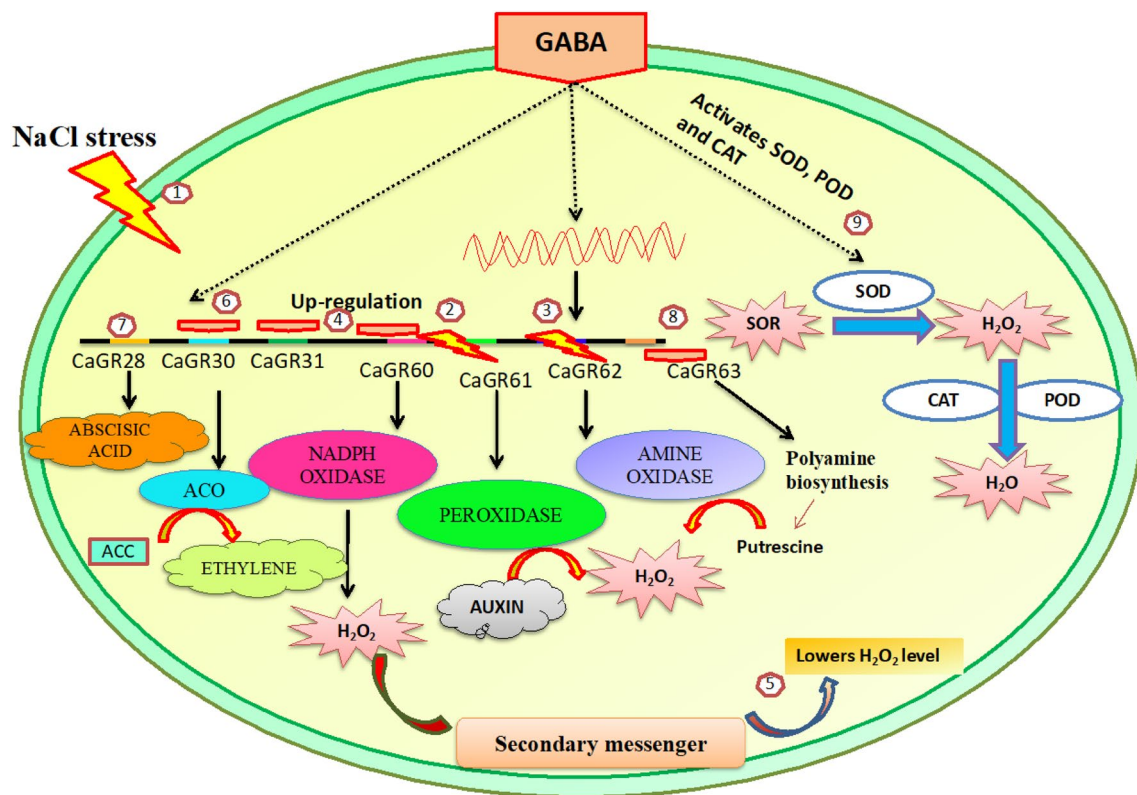 GABA
NaCl stress
1
Activates SOD, POD
and CAT
9
6
Up-regulation
7
4
2
3
8
SOD
SOR
H₂O₂
CaGR28
CaGR30
CaGR31
CaGR60
CaGR61
CaGR62
CaGR63
CAT
POD
ABSCISIC
ACID
NADPH
OXIDASE
AMINE
OXIDASE
Polyamine
biosynthesis
H₂O
ACO
PEROXIDASE
Putrescine
ACC
ETHYLENE
AUXIN
H₂O₂
H₂O₂
Lowers H₂O₂ level
5
Secondary messenger